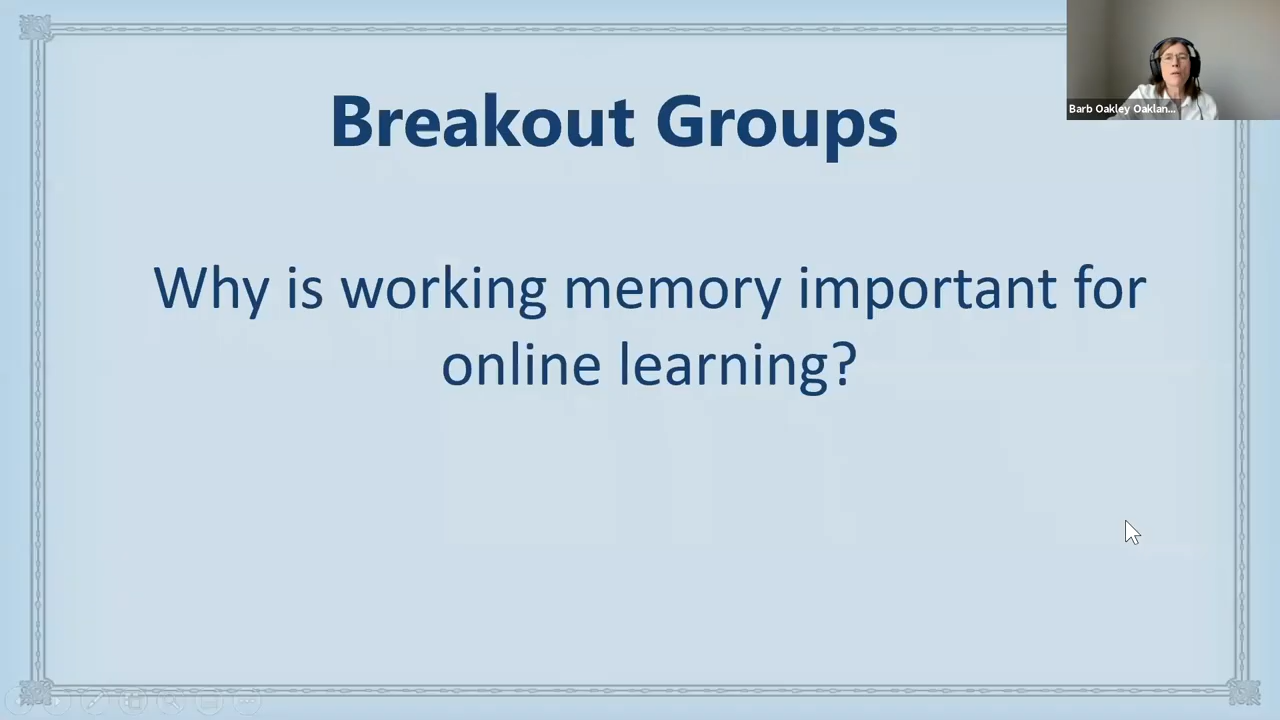 Breakout Groups
Barb Oakley Oaklan...
Why is working memory important for
online learning?